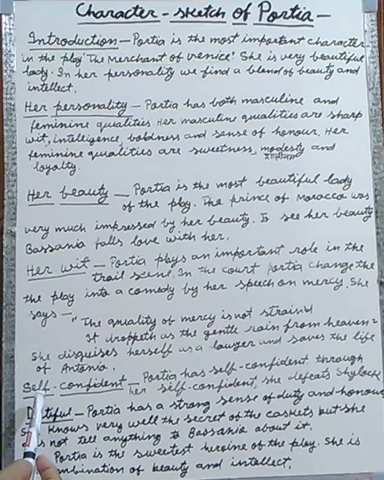 Character - sketch of Portia -
Introduction - Portia is the most important character
in the play 'The Merchant of venice'. She is very beautiful
lady. In her personality we find a blend of beauty and
intellect.
Her personality - Portia has both masculine and
feminine qualities Her masculine qualities are sharp
wit, intelligence, boldness and sense of honour. Her
feminine qualities are sweetness, modesty and
शालीनता
loyalty.
Her beauty - Portia is the most beautiful lady
of the play. The prince of morocco was
very much impressed by her beauty. To see her beauty
Bassania falls love with her.
Her wit - Portia plays an important role in the
trail scene. In the court portia change the
the play into a comedy by her speech on mercy. She
says - "The quality of mercy is not strain'd
It droppeth as the gentle rain from heaven"
She disguises herself as a lawyer and saves the life
of Antonio.
Self-confident - Portia has self-confident through
her self-confident, she defeats Shylock
Dutiful - Portia has a strong sense of duty and honour
knows very well the secret of the caskets but she
not tell anything to Bassania about it.
Portia is the sweetest heroine of the play. She is
combination of beauty and intellect.